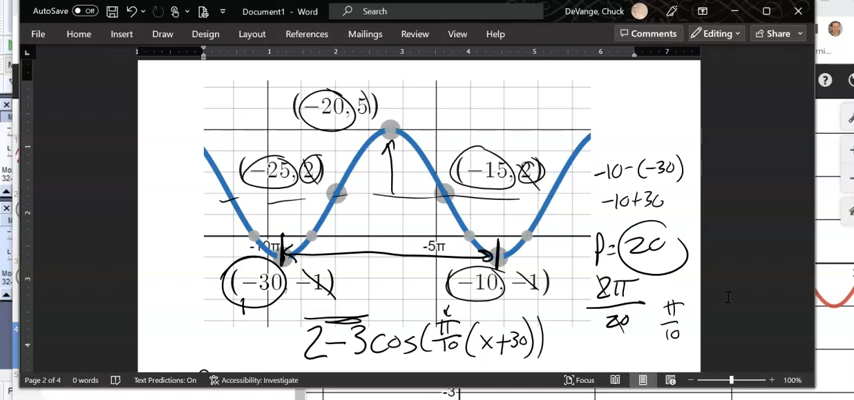 AutoSave Off Document1 - Word Search DeVange, Chuck
File Home Insert Draw Design Layout References Mailings Review View Help Comments Editing Share
(-20, 5)
(-25, 2) (-15, 2)
-10-(-30)
-10+30
P=20
-10π -5π
(-30, -1) (-10, -1)
2π/20 π/10
2-3cos(π/10(x+30))
-3
Page 2 of 4 0 words Text Predictions: On Accessibility: Investigate Focus 100%